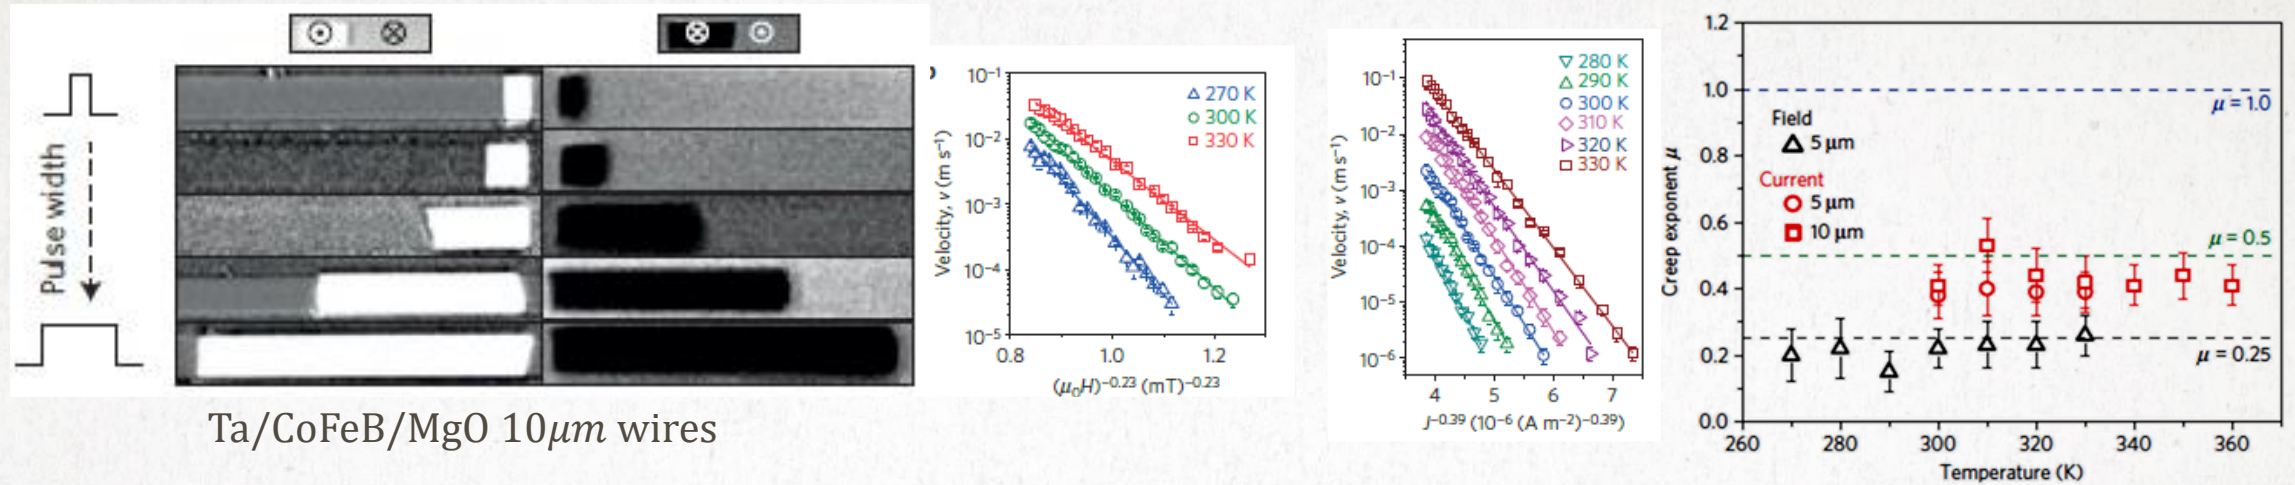 Pulse width
Ta/CoFeB/MgO 10μm wires
Velocity, v (m s⁻¹)
10⁻¹
10⁻²
10⁻³
10⁻⁴
10⁻⁵
270 K
300 K
330 K
0.8
1.0
1.2
(μ₀H)⁻⁰·²³ (mT)⁻⁰·²³
Velocity, v (m s⁻¹)
10⁻¹
10⁻²
10⁻³
10⁻⁴
10⁻⁵
10⁻⁶
280 K
290 K
300 K
310 K
320 K
330 K
4
5
6
7
J⁻⁰·³⁹ (10⁻⁶ (A m⁻²)⁻⁰·³⁹)
Creep exponent μ
1.2
1.0
0.8
0.6
0.4
0.2
0.0
μ = 1.0
Field
5 μm
Current
5 μm
10 μm
μ = 0.5
μ = 0.25
260
280
300
320
340
360
Temperature (K)